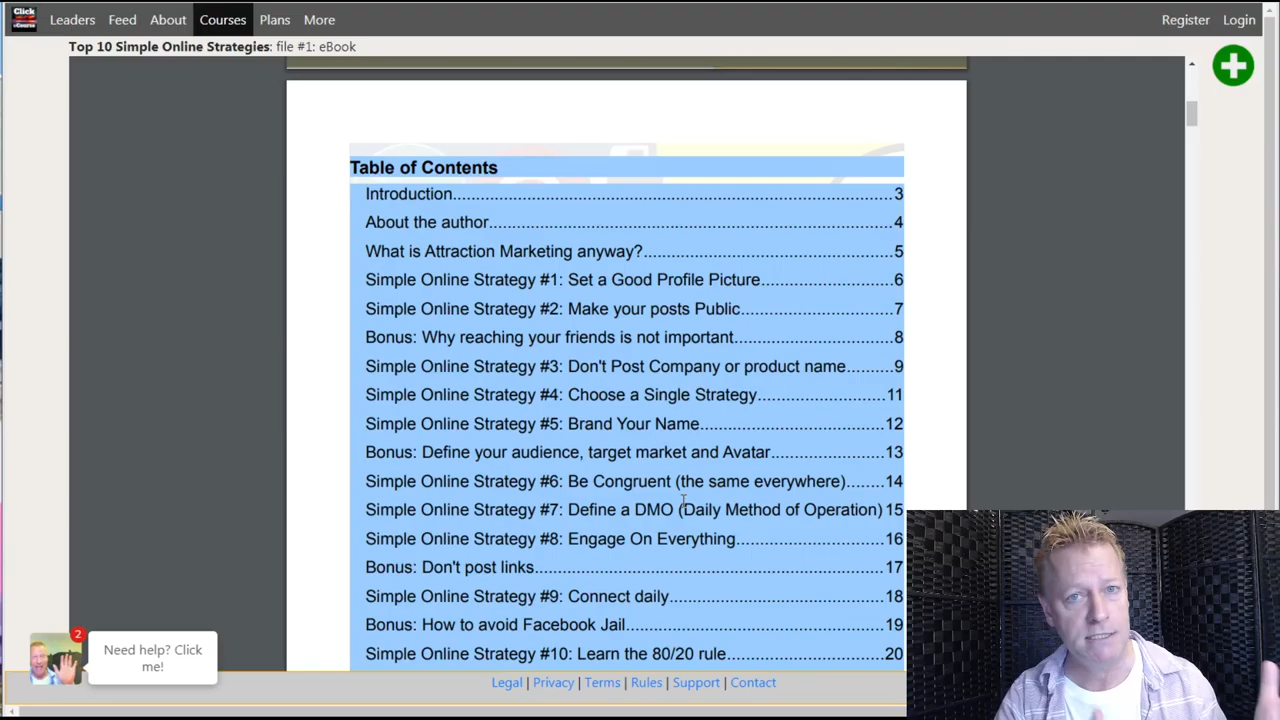 Click
eCourse
Leaders Feed About Courses Plans More Register Login
Top 10 Simple Online Strategies: file #1: eBook
Table of Contents
Introduction.......................................................................................3
About the author................................................................................4
What is Attraction Marketing anyway?....................................................5
Simple Online Strategy #1: Set a Good Profile Picture............................6
Simple Online Strategy #2: Make your posts Public................................7
Bonus: Why reaching your friends is not important.................................8
Simple Online Strategy #3: Don't Post Company or product name.........9
Simple Online Strategy #4: Choose a Single Strategy...........................11
Simple Online Strategy #5: Brand Your Name.......................................12
Bonus: Define your audience, target market and Avatar........................13
Simple Online Strategy #6: Be Congruent (the same everywhere)........14
Simple Online Strategy #7: Define a DMO (Daily Method of Operation) 15
Simple Online Strategy #8: Engage On Everything................................16
Bonus: Don't post links.........................................................................17
Simple Online Strategy #9: Connect daily.............................................18
Bonus: How to avoid Facebook Jail......................................................19
Simple Online Strategy #10: Learn the 80/20 rule.................................20
2
Need help? Click
me!
Legal | Privacy | Terms | Rules | Support | Contact